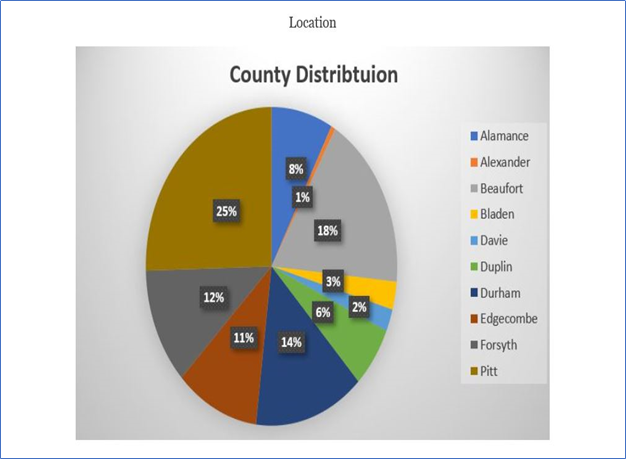 Location
County Distribtuion
8%
1%
18%
3%
2%
6%
14%
11%
12%
25%
Alamance
Alexander
Beaufort
Bladen
Davie
Duplin
Durham
Edgecombe
Forsyth
Pitt